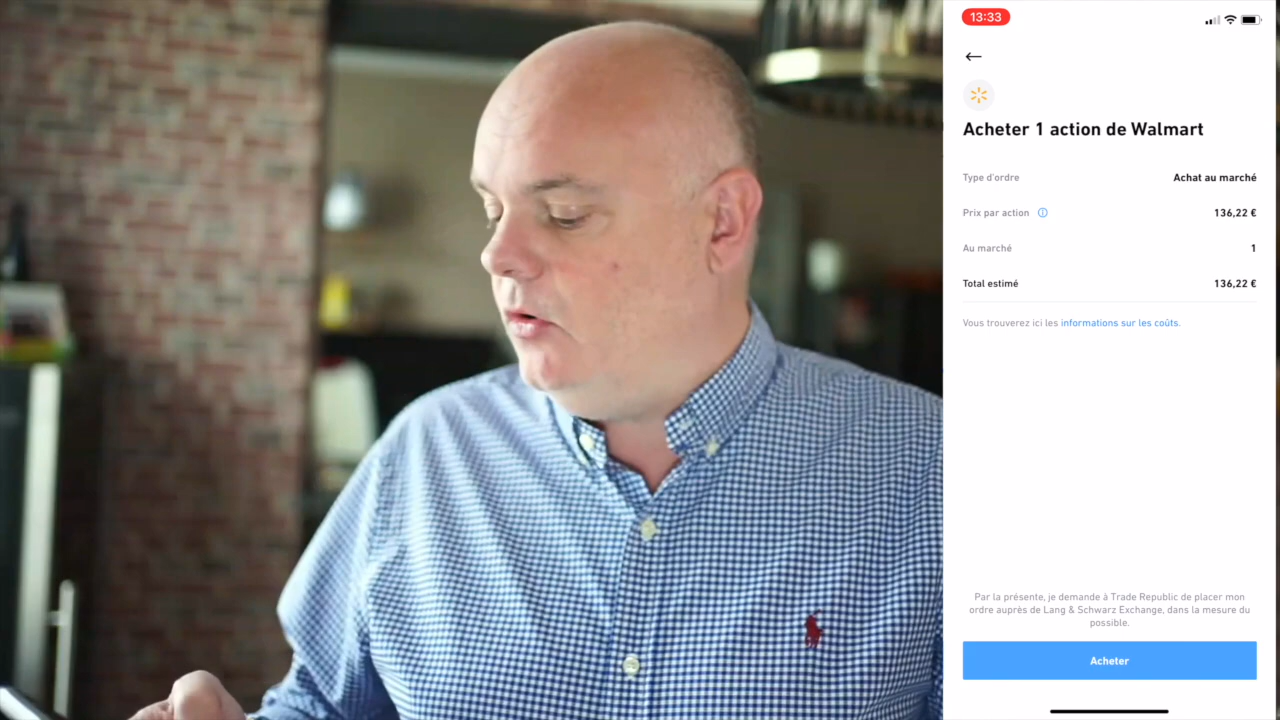 13:33
Acheter 1 action de Walmart
Type d'ordre Achat au marché
Prix par action 136,22 €
Au marché 1
Total estimé 136,22 €
Vous trouverez ici les informations sur les coûts.
Par la présente, je demande à Trade Republic de placer mon
ordre auprès de Lang & Schwarz Exchange, dans la mesure du
possible.
Acheter